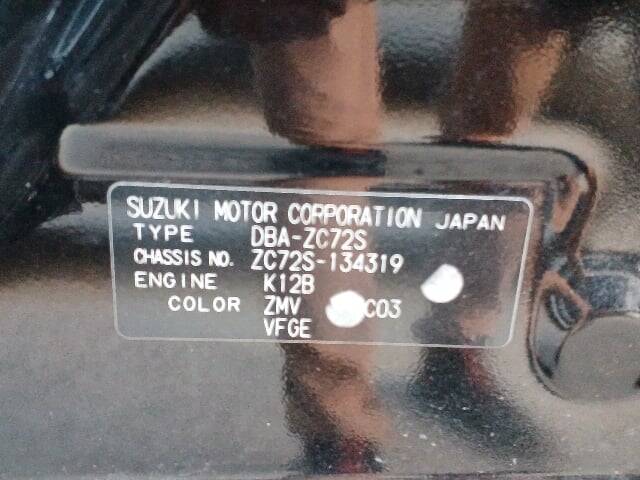 SUZUKI MOTOR CORPORATION JAPAN
TYPE DBA-ZC72S
CHASSIS NO. ZC72S-134319
ENGINE K12B
COLOR ZMV C03
VFGE